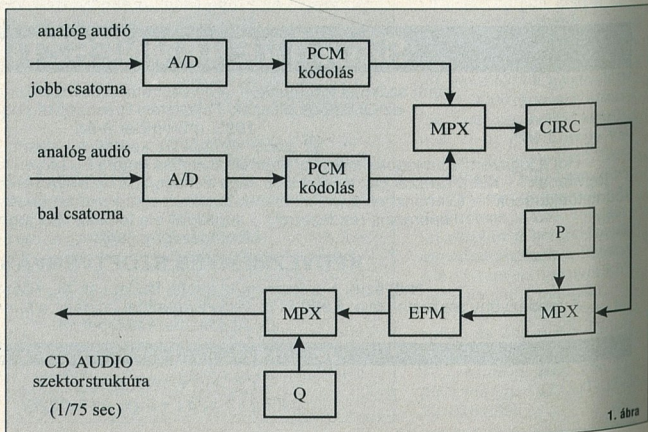 analóg audió
jobb csatorna
A/D
PCM
kódolás
MPX
CIRC
analóg audió
bal csatorna
A/D
PCM
kódolás
P
MPX
EFM
MPX
Q
CD AUDIO
szektorstruktúra
(1/75 sec)
1. ábra